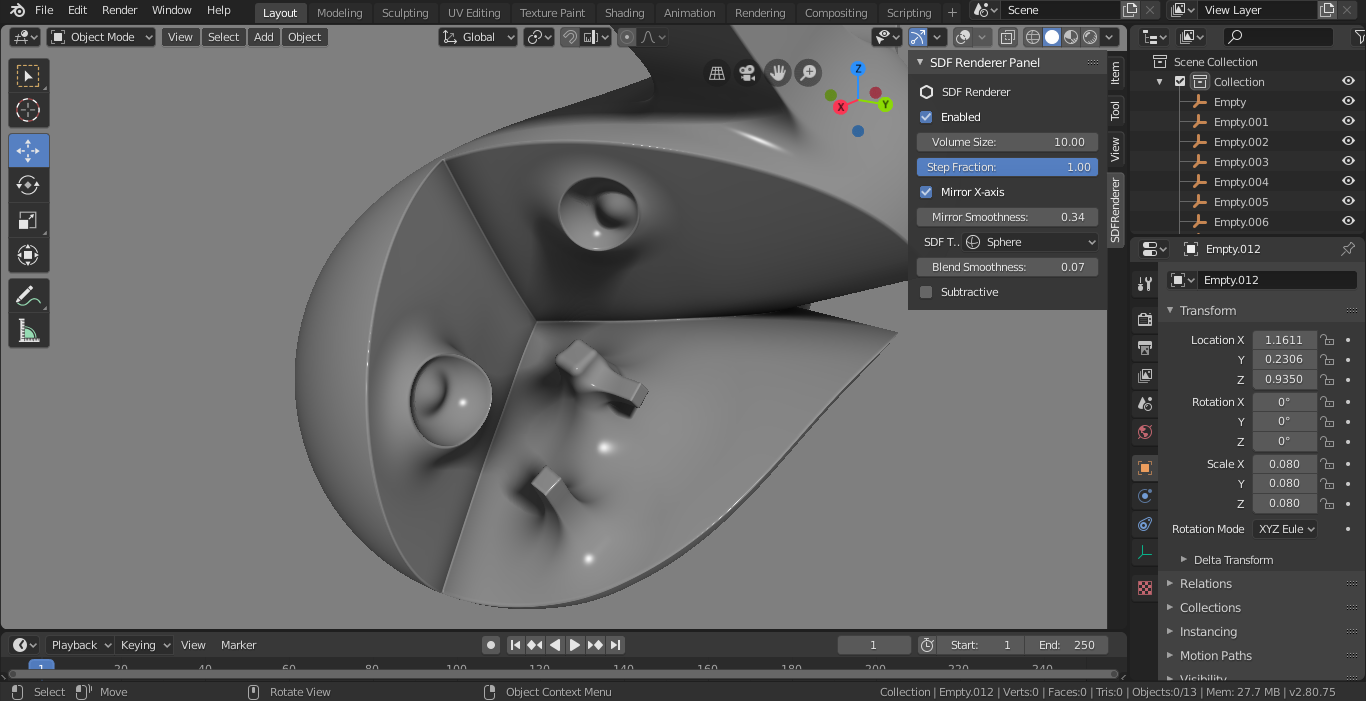 File Edit Render Window Help Layout Modeling Sculpting UV Editing Texture Paint Shading Animation Rendering Compositing Scripting + Scene View Layer
Object Mode View Select Add Object Global
SDF Renderer Panel
SDF Renderer
Enabled
Volume Size: 10.00
Step Fraction: 1.00
Mirror X-axis
Mirror Smoothness: 0.34
SDF T.. Sphere
Blend Smoothness: 0.07
Subtractive
Item
Tool
View
SDFRenderer
Z
X
Y
Scene Collection
Collection
Empty
Empty.001
Empty.002
Empty.003
Empty.004
Empty.005
Empty.006
Empty.012
Empty.012
Transform
Location X 1.1611
Y 0.2306
Z 0.9350
Rotation X 0°
Y 0°
Z 0°
Scale X 0.080
Y 0.080
Z 0.080
Rotation Mode XYZ Eule
Delta Transform
Relations
Collections
Instancing
Motion Paths
Visibility
Playback Keying View Marker 1 Start: 1 End: 250
1 20 40 60 80 100 120 140 160 180 200 220 240
Select Move Rotate View Object Context Menu Collection | Empty.012 | Verts:0 | Faces:0 | Tris:0 | Objects:0/13 | Mem: 27.7 MB | v2.80.75